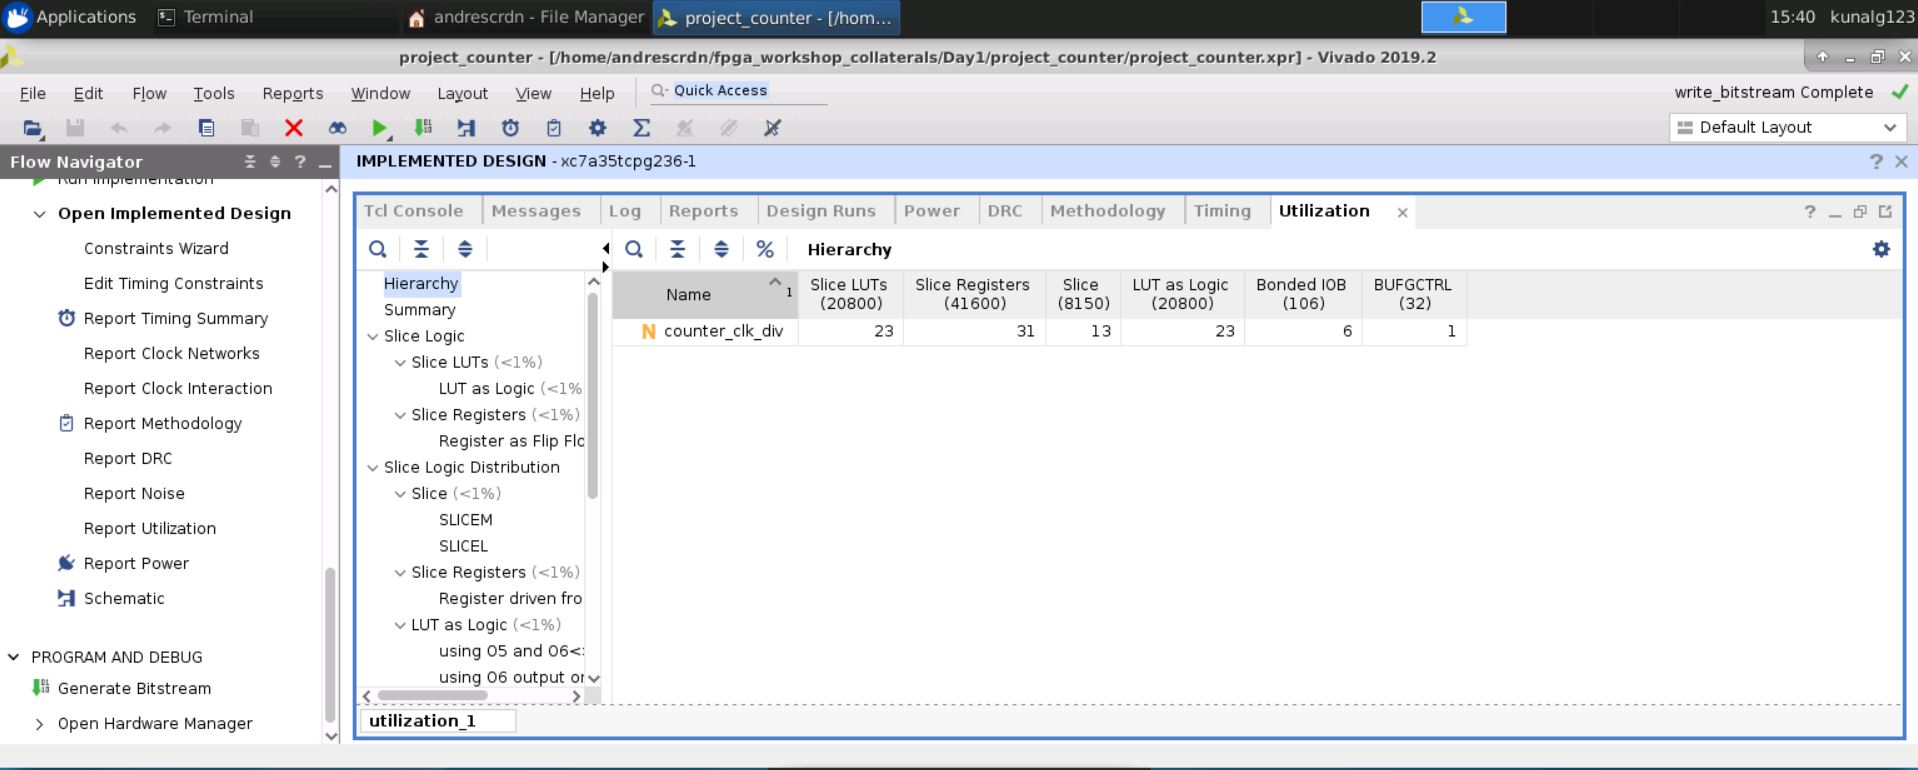 Applications Terminal andrescrdn - File Manager project_counter - [/hom... 15:40 kunalg123
project_counter - [/home/andrescrdn/fpga_workshop_collaterals/Day1/project_counter/project_counter.xpr] - Vivado 2019.2
File Edit Flow Tools Reports Window Layout View Help Quick Access write_bitstream Complete
Default Layout
Flow Navigator
Run Implementation
Open Implemented Design
Constraints Wizard
Edit Timing Constraints
Report Timing Summary
Report Clock Networks
Report Clock Interaction
Report Methodology
Report DRC
Report Noise
Report Utilization
Report Power
Schematic
PROGRAM AND DEBUG
Generate Bitstream
Open Hardware Manager
IMPLEMENTED DESIGN - xc7a35tcpg236-1
Tcl Console Messages Log Reports Design Runs Power DRC Methodology Timing Utilization
Hierarchy
Summary
Slice Logic
Slice LUTs (<1%)
LUT as Logic (<1%
Slice Registers (<1%)
Register as Flip Flo
Slice Logic Distribution
Slice (<1%)
SLICEM
SLICEL
Slice Registers (<1%)
Register driven fro
LUT as Logic (<1%)
using O5 and O6<
using O6 output or
Hierarchy
Name 1 Slice LUTs (20800) Slice Registers (41600) Slice (8150) LUT as Logic (20800) Bonded IOB (106) BUFGCTRL (32)
N counter_clk_div 23 31 13 23 6 1
utilization_1